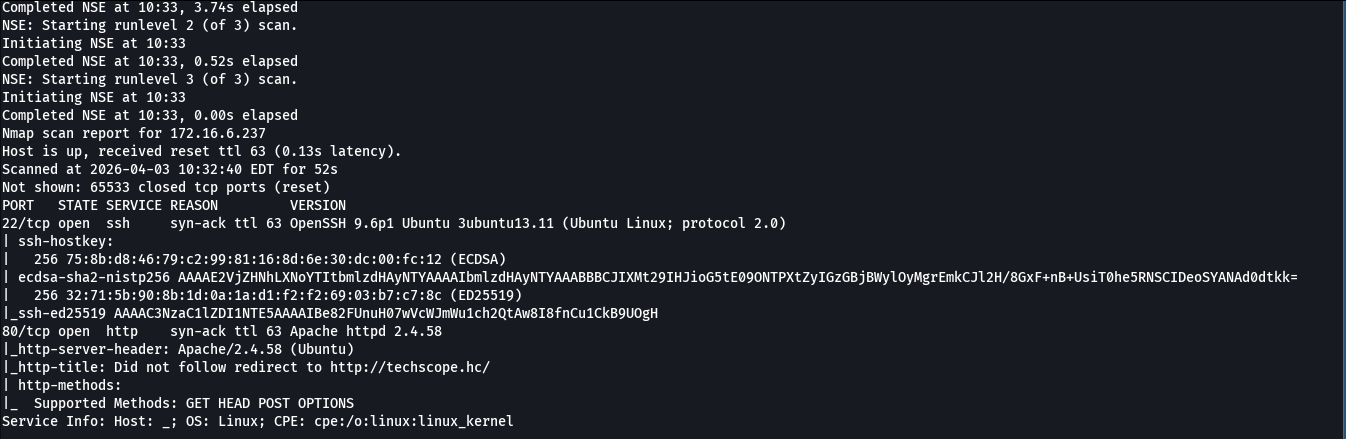 Completed NSE at 10:33, 3.74s elapsed
NSE: Starting runlevel 2 (of 3) scan.
Initiating NSE at 10:33
Completed NSE at 10:33, 0.52s elapsed
NSE: Starting runlevel 3 (of 3) scan.
Initiating NSE at 10:33
Completed NSE at 10:33, 0.00s elapsed
Nmap scan report for 172.16.6.237
Host is up, received reset ttl 63 (0.13s latency).
Scanned at 2026-04-03 10:32:40 EDT for 52s
Not shown: 65533 closed tcp ports (reset)
PORT   STATE SERVICE REASON         VERSION
22/tcp open  ssh     syn-ack ttl 63 OpenSSH 9.6p1 Ubuntu 3ubuntu13.11 (Ubuntu Linux; protocol 2.0)
| ssh-hostkey:
|   256 75:8b:d8:46:79:c2:99:81:16:8d:6e:30:dc:00:fc:12 (ECDSA)
| ecdsa-sha2-nistp256 AAAAE2VjZHNhLXNoYTItbmlzdHAyNTYAAAAIbmlzdHAyNTYAAABBBCJIXMt29IHJioG5tE09ONTPXtZyIGzGBjBWylOyMgrEmkCJl2H/8GxF+nB+UsiT0he5RNSCIDeoSYANAd0dtkk=
|   256 32:71:5b:90:8b:1d:0a:1a:d1:f2:f2:69:03:b7:c7:8c (ED25519)
|_ssh-ed25519 AAAAC3NzaC1lZDI1NTE5AAAAIBe82FUnuH07wVcWJmWu1ch2QtAw8I8fnCu1CkB9UOgH
80/tcp open  http    syn-ack ttl 63 Apache httpd 2.4.58
|_http-server-header: Apache/2.4.58 (Ubuntu)
|_http-title: Did not follow redirect to http://techscope.hc/
| http-methods:
|_  Supported Methods: GET HEAD POST OPTIONS
Service Info: Host: _; OS: Linux; CPE: cpe:/o:linux:linux_kernel